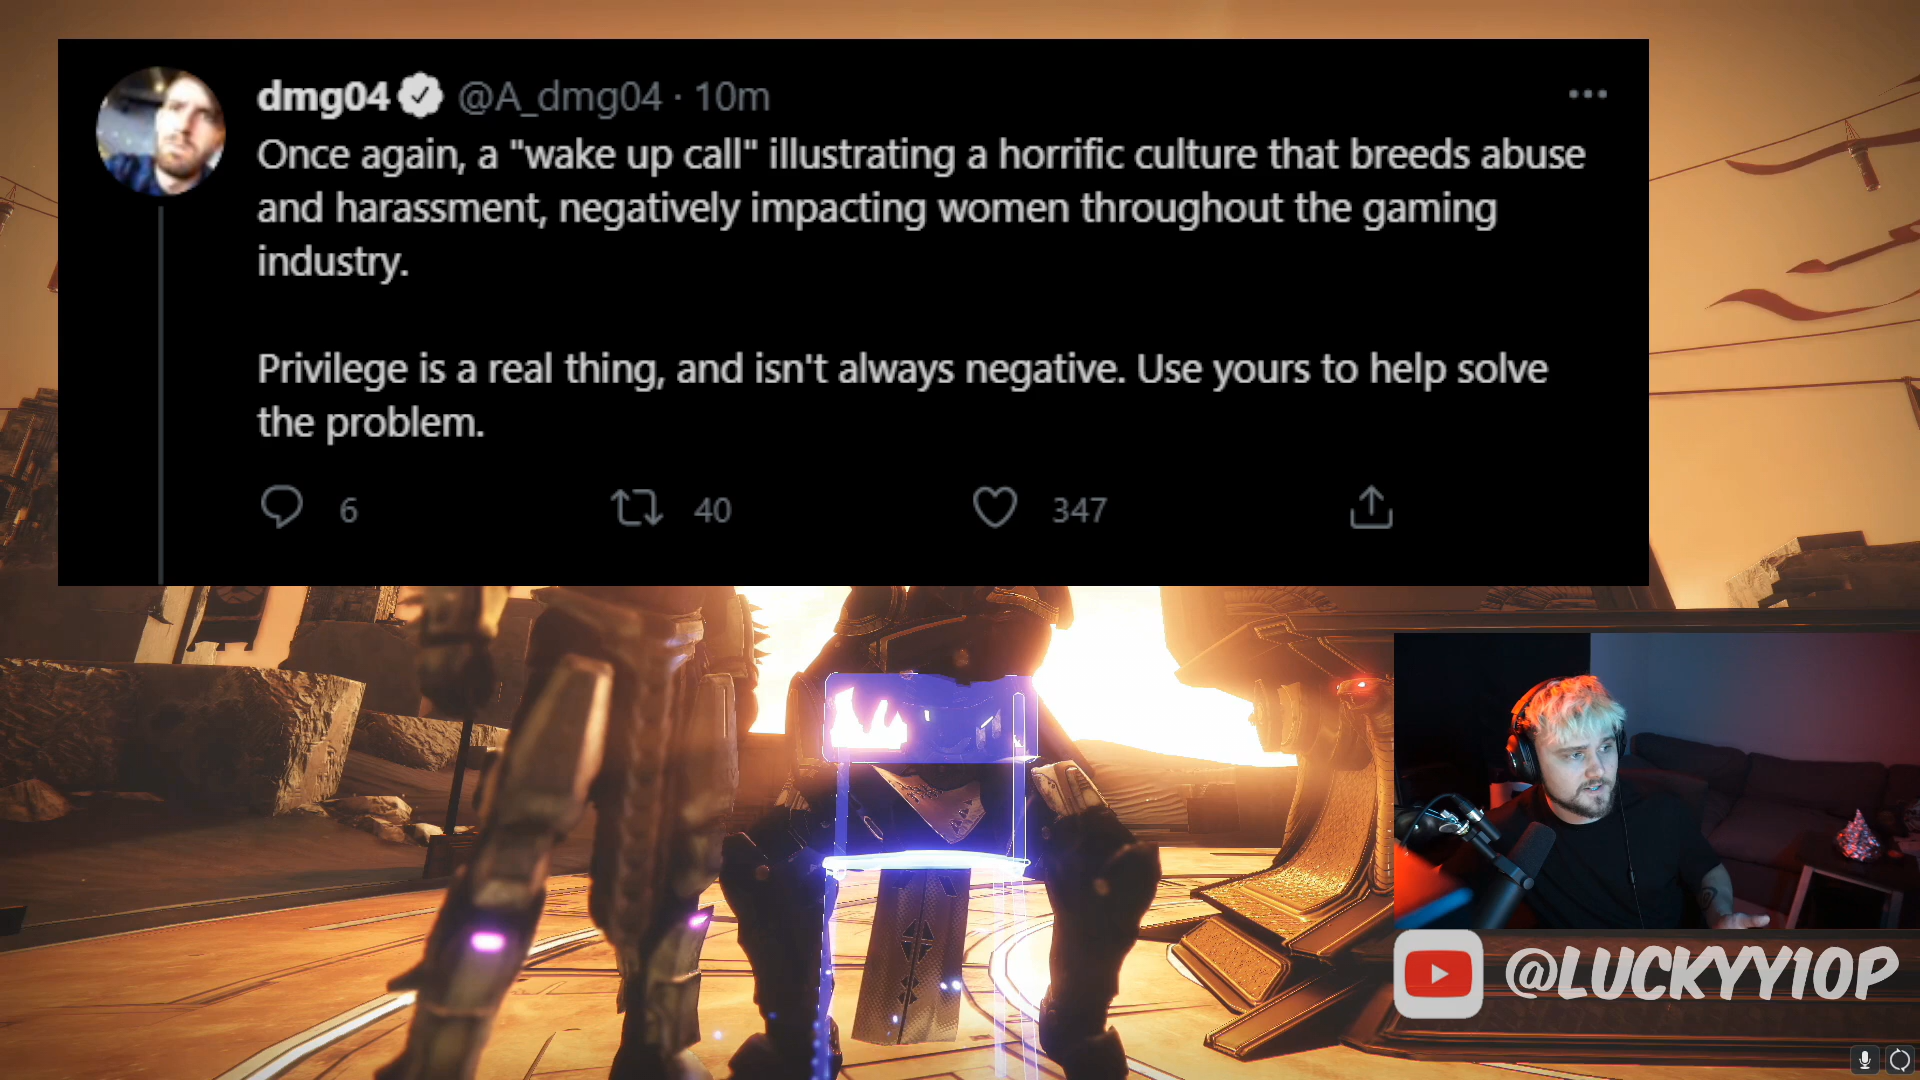 dmg04 @A_dmg04 · 10m
Once again, a "wake up call" illustrating a horrific culture that breeds abuse
and harassment, negatively impacting women throughout the gaming
industry.
Privilege is a real thing, and isn't always negative. Use yours to help solve
the problem.
6 40 347
@LUCKYY10P